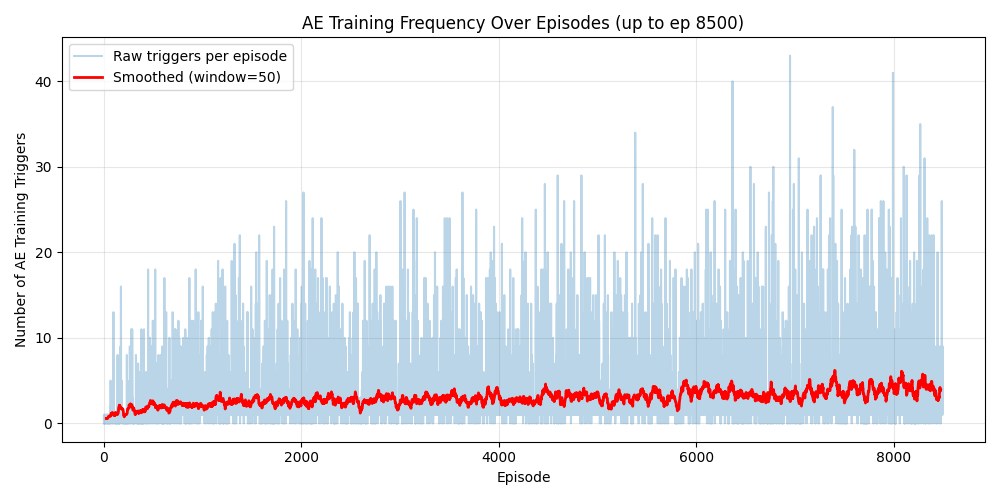 AE Training Frequency Over Episodes (up to ep 8500)
Raw triggers per episode
Smoothed (window=50)
Number of AE Training Triggers
40
30
20
10
0
0 2000 4000 6000 8000
Episode